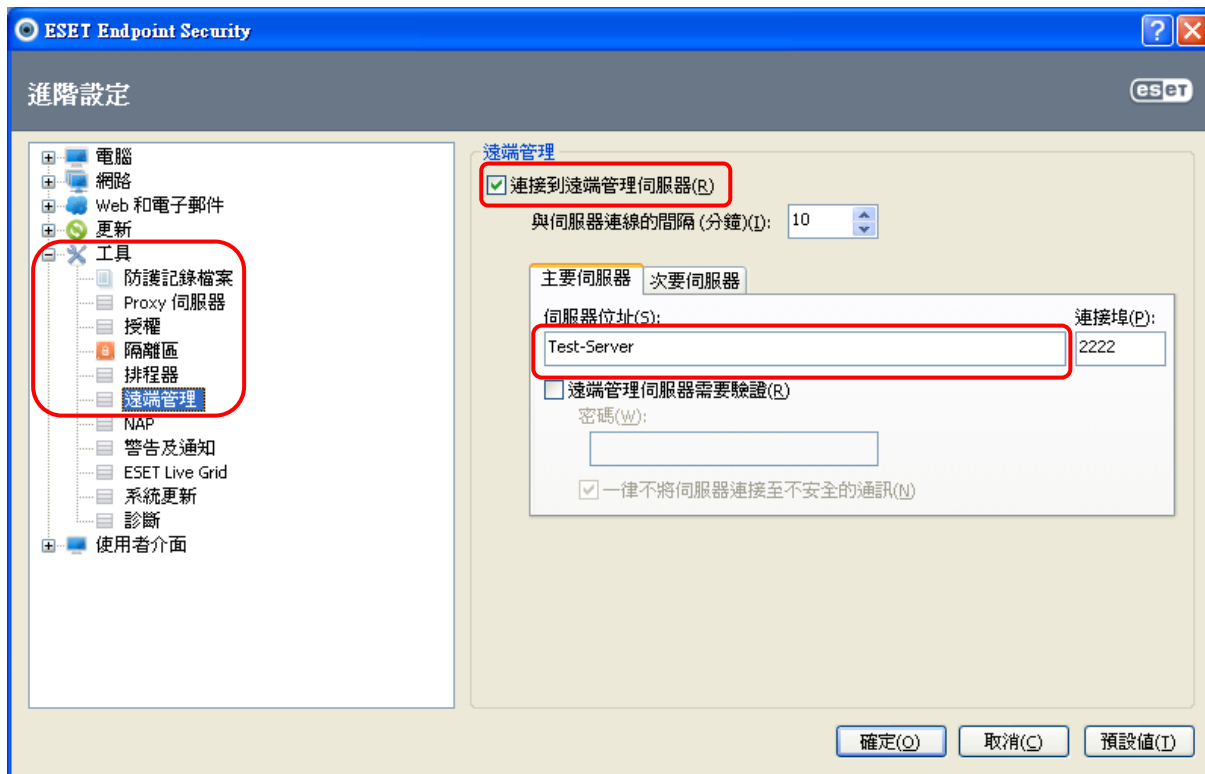 ESET Endpoint Security
進階設定
eset
電腦
網路
Web 和電子郵件
更新
工具
防護記錄檔案
Proxy 伺服器
授權
隔離區
排程器
遠端管理
NAP
警告及通知
ESET Live Grid
系統更新
診斷
使用者介面
遠端管理
連接到遠端管理伺服器(R)
與伺服器連線的間隔 (分鐘)(I): 10
主要伺服器 次要伺服器
伺服器位址(S): 連接埠(P):
Test-Server 2222
遠端管理伺服器需要驗證(R)
密碼(W):
一律不將伺服器連接至不安全的通訊(N)
確定(O) 取消(C) 預設值(T)